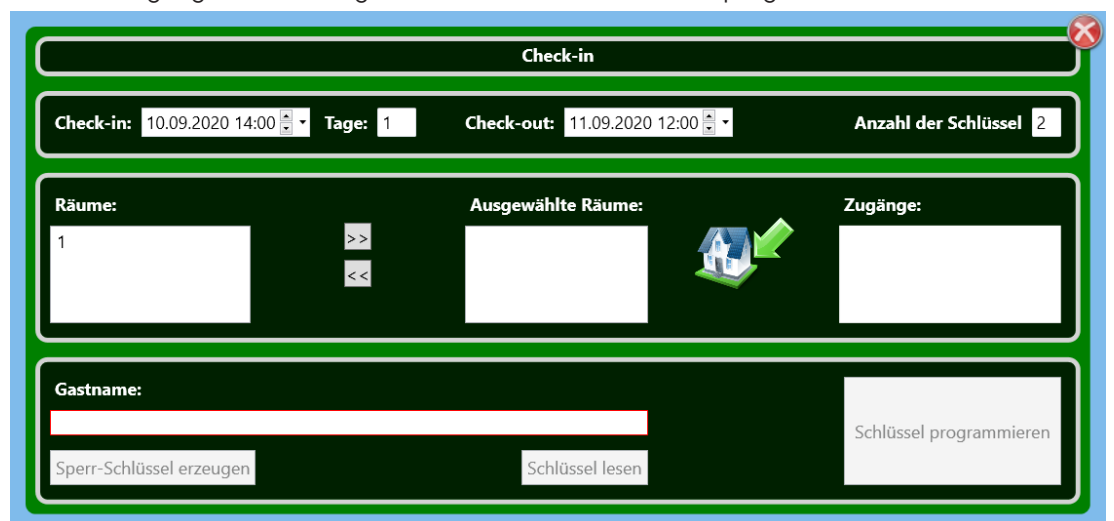 Check-in
Check-in: 10.09.2020 14:00 Tage: 1 Check-out: 11.09.2020 12:00 Anzahl der Schlüssel 2
Räume: Ausgewählte Räume: Zugänge:
1
>>
<<
Gastname:
Schlüssel programmieren
Sperr-Schlüssel erzeugen Schlüssel lesen